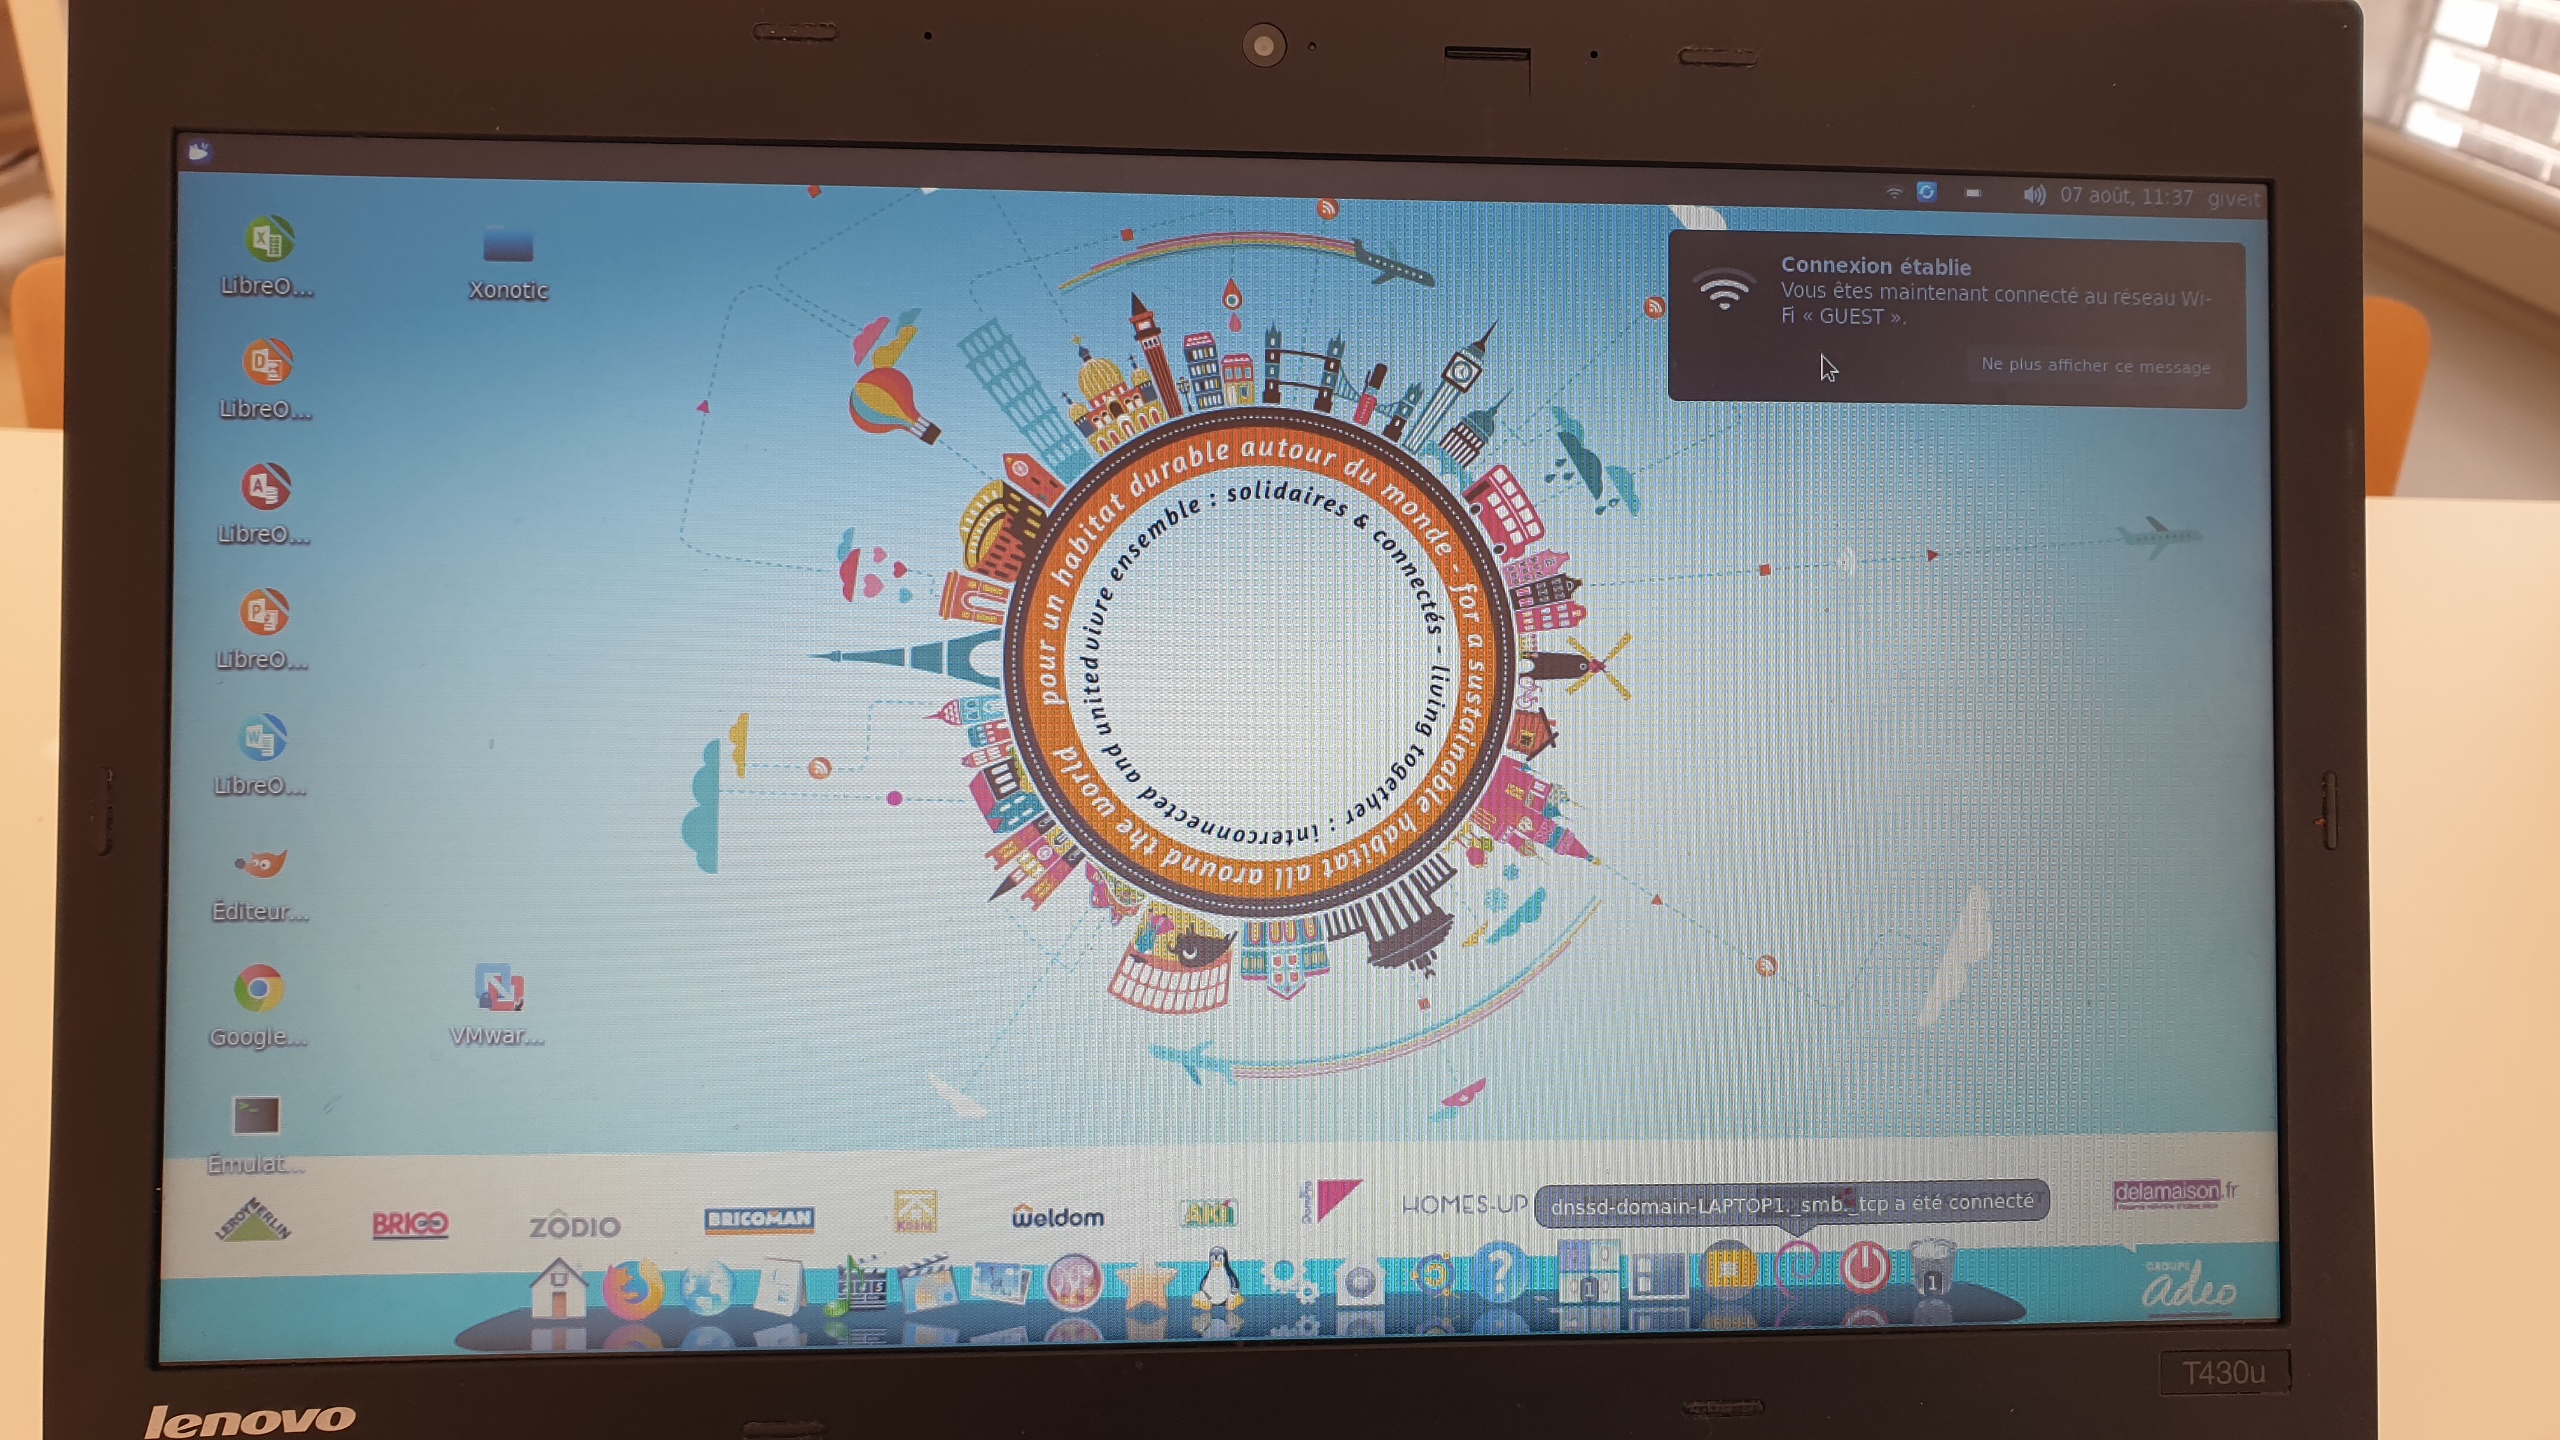 07 août, 11:37 giveit
LibreO...
Xonotic
Connexion établie
Vous êtes maintenant connecté au réseau Wi-
Fi « GUEST ».
Ne plus afficher ce message
LibreO...
LibreO...
LibreO...
LibreO...
Éditeur...
Google...
VMwar...
Émulat...
pour un habitat durable autour du monde - for a sustainable habitat all around the world
vivre ensemble : solidaires & connectés - living together : interconnected and united
LEROY MERLIN
BRICO
ZÔDIO
BRICOMAN
weldom
AKI
HOMES-UP
dnssd-domain-LAPTOP1._smb._tcp a été connecté
delamaison.fr
GROUPE
adeo
1
1
lenovo
T430u